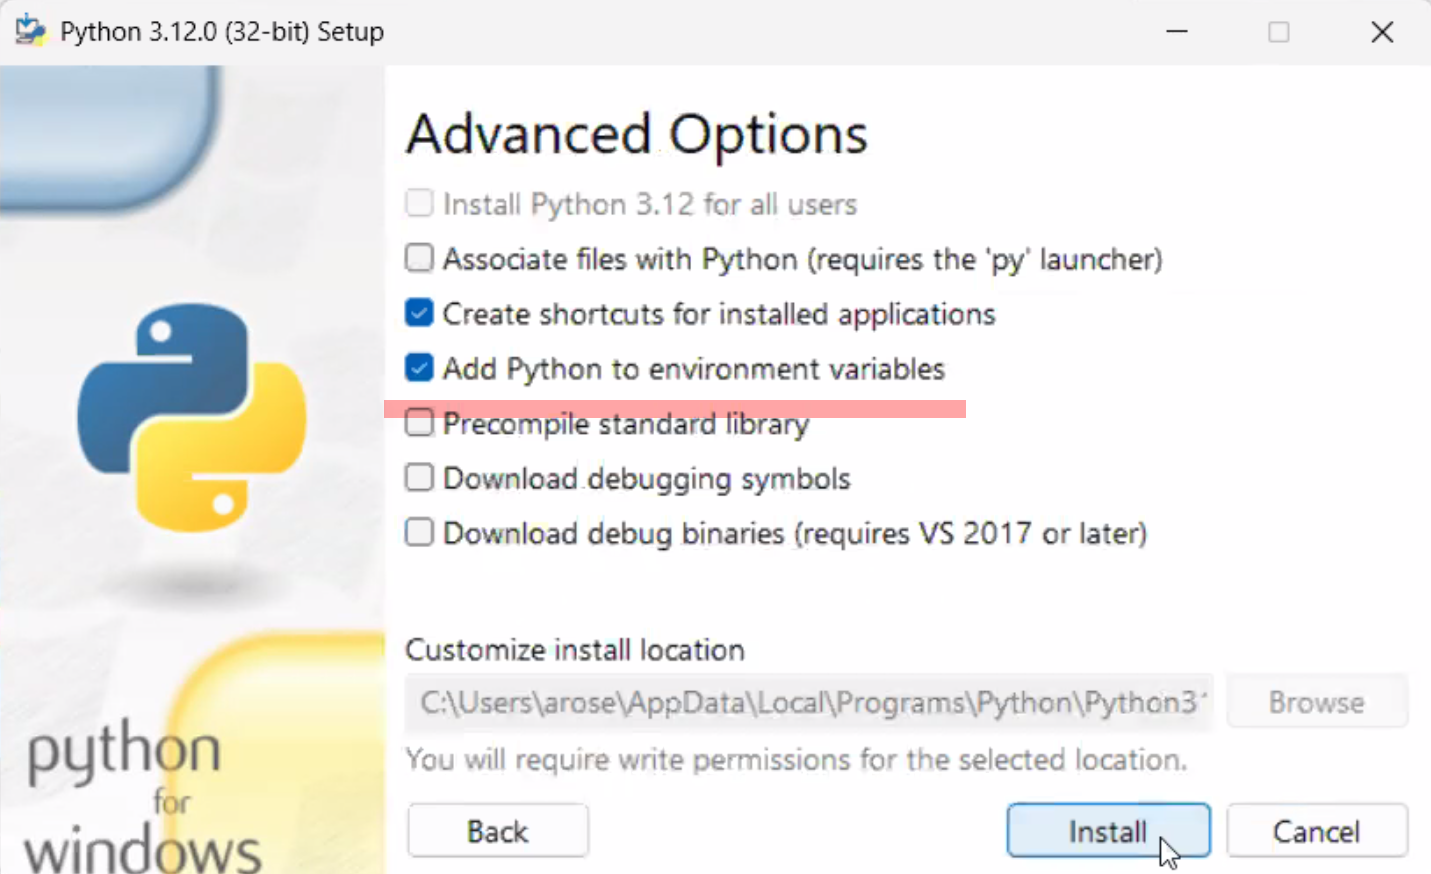 Python 3.12.0 (32-bit) Setup
Advanced Options
Install Python 3.12 for all users
Associate files with Python (requires the 'py' launcher)
Create shortcuts for installed applications
Add Python to environment variables
Precompile standard library
Download debugging symbols
Download debug binaries (requires VS 2017 or later)
Customize install location
C:\Users\arose\AppData\Local\Programs\Python\Python3
Browse
You will require write permissions for the selected location.
Back
Install
Cancel
python
for
windows